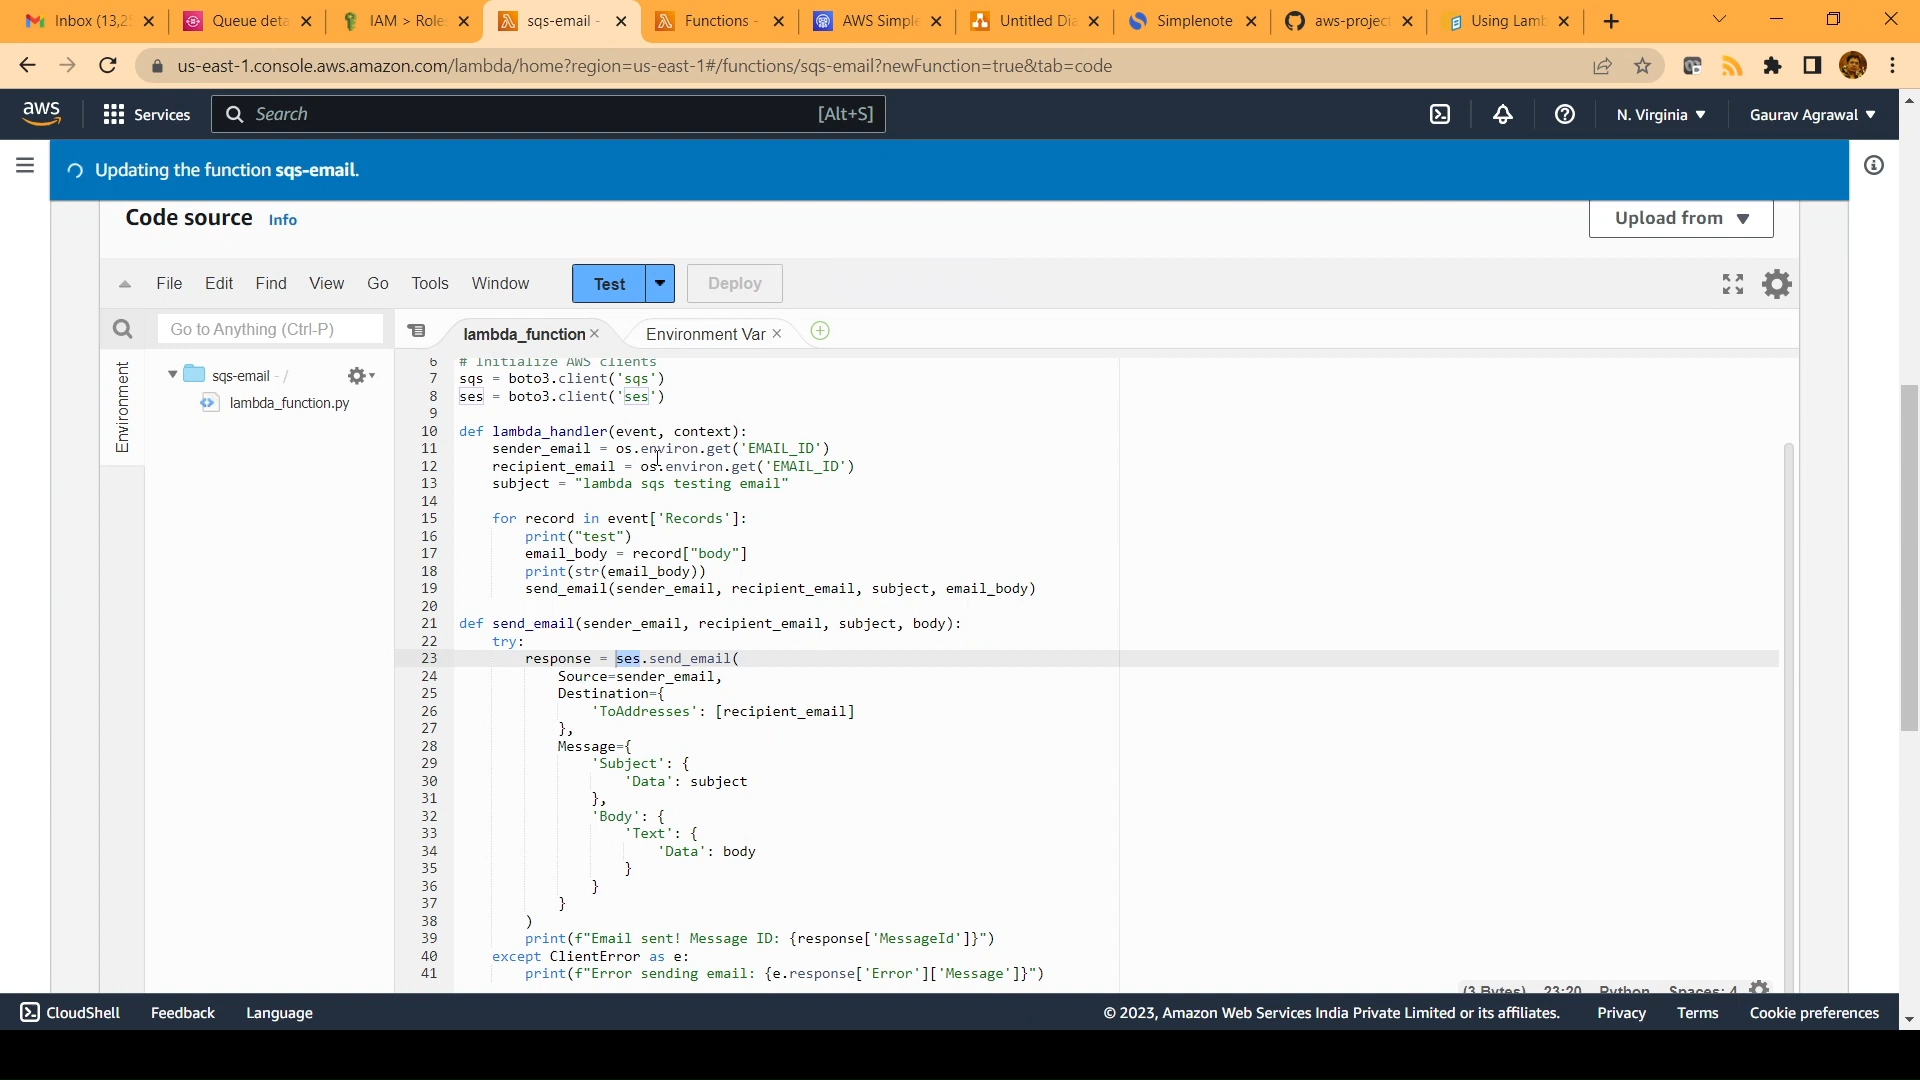 Inbox (13,2
Queue deta
IAM > Role
sqs-email -
Functions -
AWS Simple
Untitled Dia
Simplenote
aws-project
Using Lamb
us-east-1.console.aws.amazon.com/lambda/home?region=us-east-1#/functions/sqs-email?newFunction=true&tab=code
aws
Services
Search
[Alt+S]
N. Virginia
Gaurav Agrawal
Updating the function sqs-email.
Code source Info
Upload from
File Edit Find View Go Tools Window
Test
Deploy
Go to Anything (Ctrl-P)
lambda_function
Environment Var
Environment
sqs-email - /
lambda_function.py
6 # Initialize AWS clients
7 sqs = boto3.client('sqs')
8 ses = boto3.client('ses')
9
10 def lambda_handler(event, context):
11 sender_email = os.environ.get('EMAIL_ID')
12 recipient_email = os.environ.get('EMAIL_ID')
13 subject = "lambda sqs testing email"
14
15 for record in event['Records']:
16 print("test")
17 email_body = record["body"]
18 print(str(email_body))
19 send_email(sender_email, recipient_email, subject, email_body)
20
21 def send_email(sender_email, recipient_email, subject, body):
22 try:
23 response = ses.send_email(
24 Source=sender_email,
25 Destination={
26 'ToAddresses': [recipient_email]
27 },
28 Message={
29 'Subject': {
30 'Data': subject
31 },
32 'Body': {
33 'Text': {
34 'Data': body
35 }
36 }
37 }
38 )
39 print(f"Email sent! Message ID: {response['MessageId']}")
40 except ClientError as e:
41 print(f"Error sending email: {e.response['Error']['Message']}")
(3 Bytes) 23:20 Python Spaces: 4
CloudShell Feedback Language
© 2023, Amazon Web Services India Private Limited or its affiliates. Privacy Terms Cookie preferences